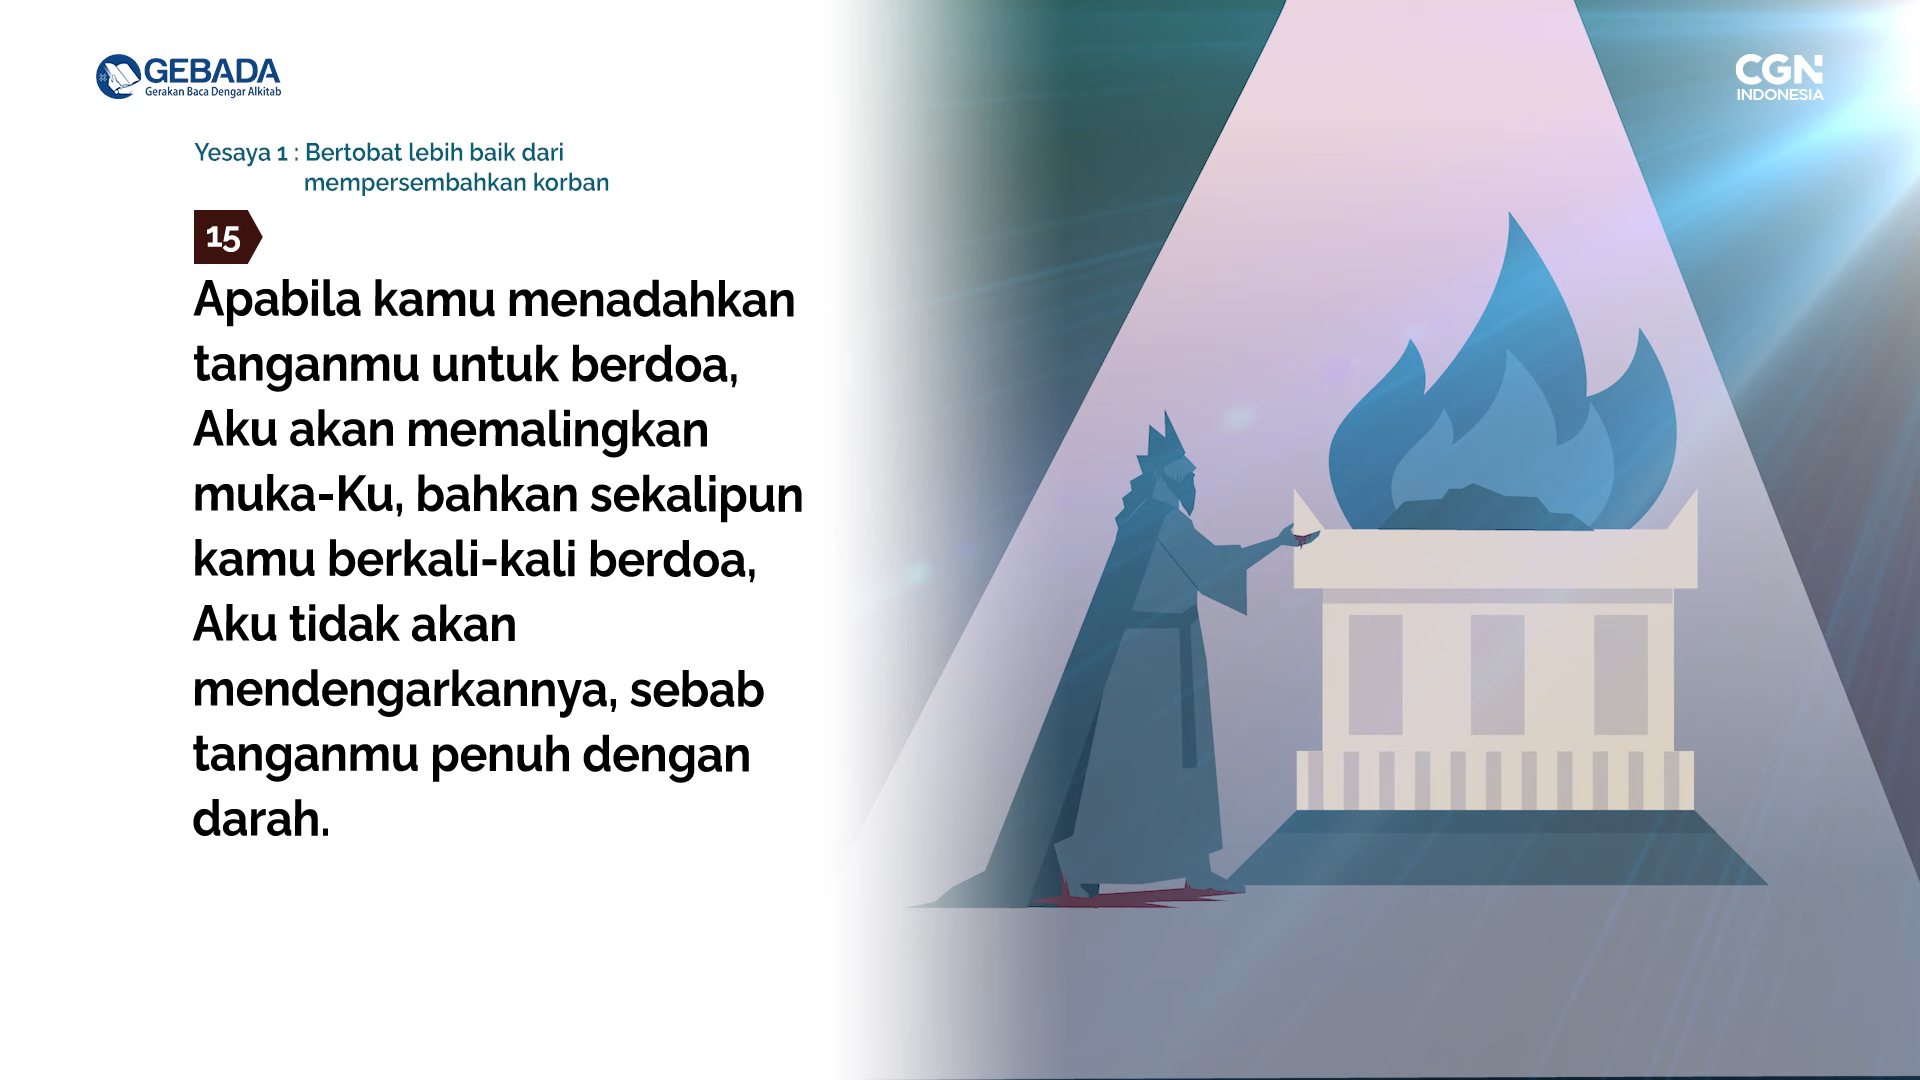 GEBADA
Gerakan Baca Dengar Alkitab
CGN
INDONESIA
Yesaya 1 : Bertobat lebih baik dari
mempersembahkan korban
15
Apabila kamu menadahkan
tanganmu untuk berdoa,
Aku akan memalingkan
muka-Ku, bahkan sekalipun
kamu berkali-kali berdoa,
Aku tidak akan
mendengarkannya, sebab
tanganmu penuh dengan
darah.